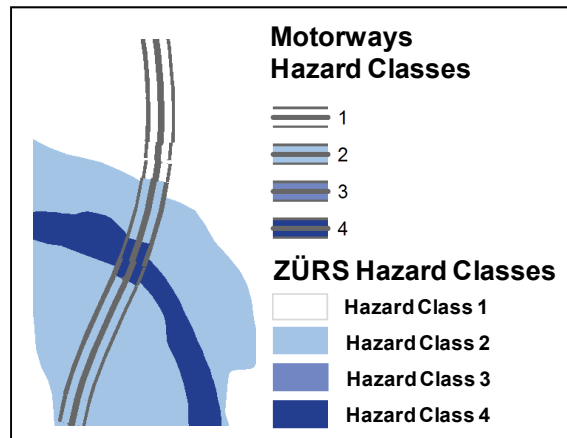 Motorways
Hazard Classes
1
2
3
4
ZÜRS Hazard Classes
Hazard Class 1
Hazard Class 2
Hazard Class 3
Hazard Class 4